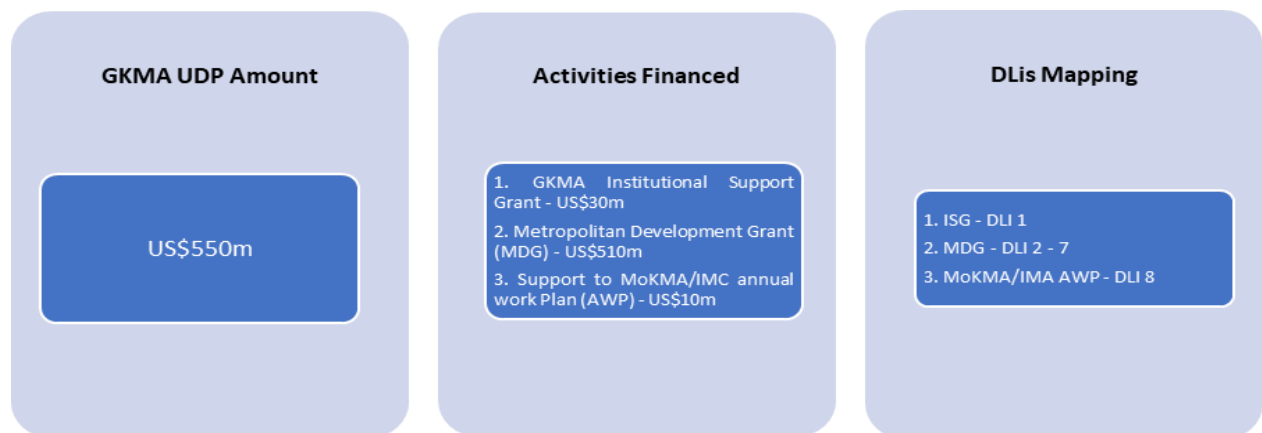 GKMA UDP Amount
US$550m
Activities Financed
1. GKMA Institutional Support
Grant - US$30m
2. Metropolitan Development Grant
(MDG) - US$510m
3. Support to MoKMA/IMC annual
work Plan (AWP) - US$10m
DLis Mapping
1. ISG - DLI 1
2. MDG - DLI 2 - 7
3. MoKMA/IMA AWP - DLI 8